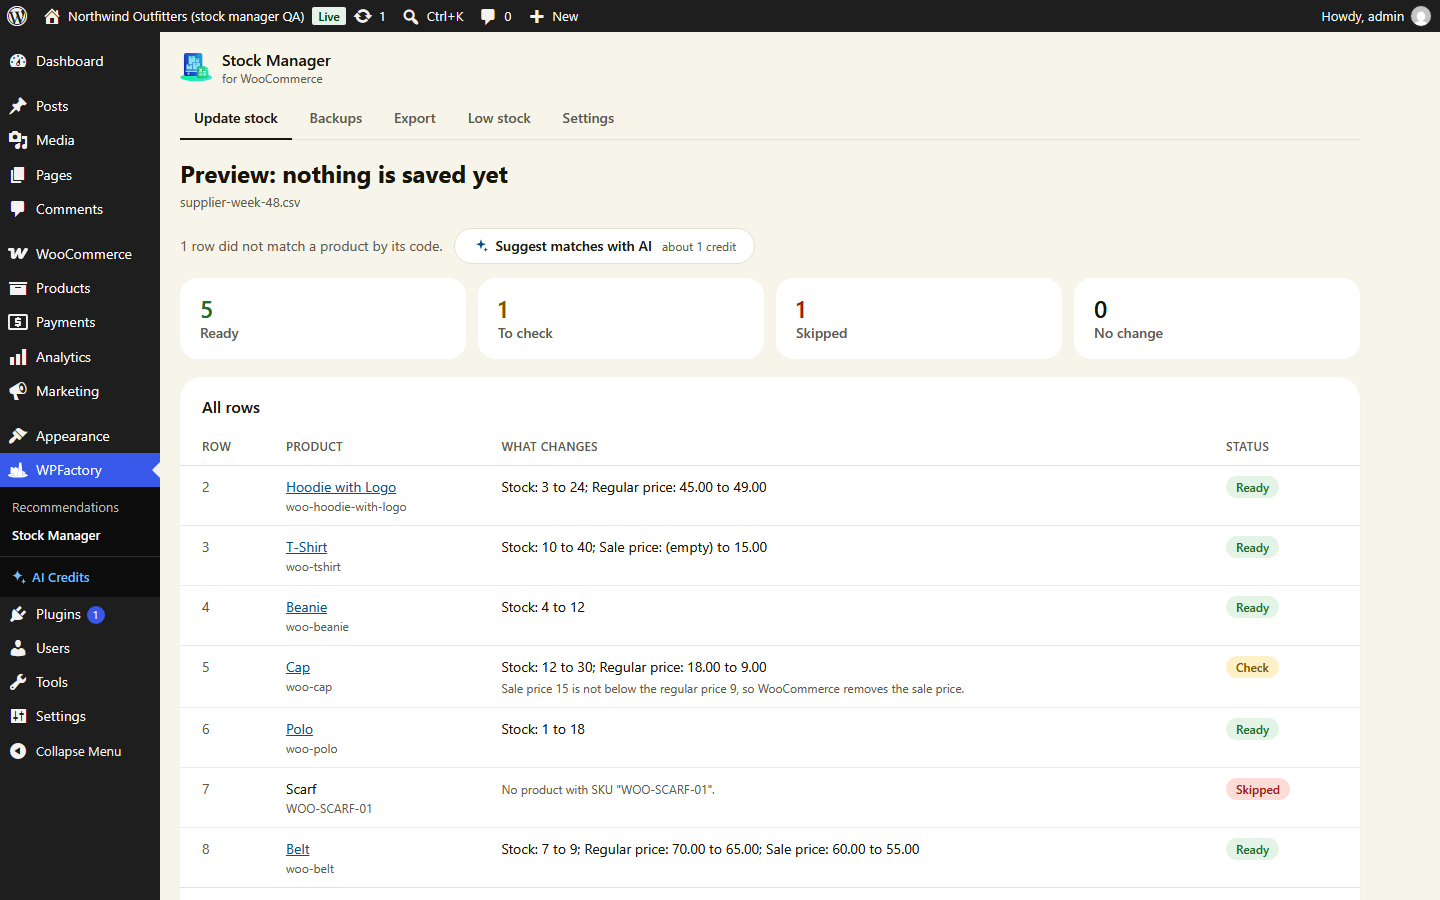 Northwind Outfitters (stock manager QA) Live 1 Ctrl+K 0 New Howdy, admin
Dashboard
Posts
Media
Pages
Comments
WooCommerce
Products
Payments
Analytics
Marketing
Appearance
WPFactory
Recommendations
Stock Manager
AI Credits
Plugins 1
Users
Tools
Settings
Collapse Menu
Stock Manager
for WooCommerce
Update stock Backups Export Low stock Settings
Preview: nothing is saved yet
supplier-week-48.csv
1 row did not match a product by its code. Suggest matches with AI about 1 credit
5 1 1 0
Ready To check Skipped No change
All rows
ROW PRODUCT WHAT CHANGES STATUS
2 Hoodie with Logo Stock: 3 to 24; Regular price: 45.00 to 49.00 Ready
woo-hoodie-with-logo
3 T-Shirt Stock: 10 to 40; Sale price: (empty) to 15.00 Ready
woo-tshirt
4 Beanie Stock: 4 to 12 Ready
woo-beanie
5 Cap Stock: 12 to 30; Regular price: 18.00 to 9.00 Check
woo-cap Sale price 15 is not below the regular price 9, so WooCommerce removes the sale price.
6 Polo Stock: 1 to 18 Ready
woo-polo
7 Scarf No product with SKU "WOO-SCARF-01". Skipped
WOO-SCARF-01
8 Belt Stock: 7 to 9; Regular price: 70.00 to 65.00; Sale price: 60.00 to 55.00 Ready
woo-belt